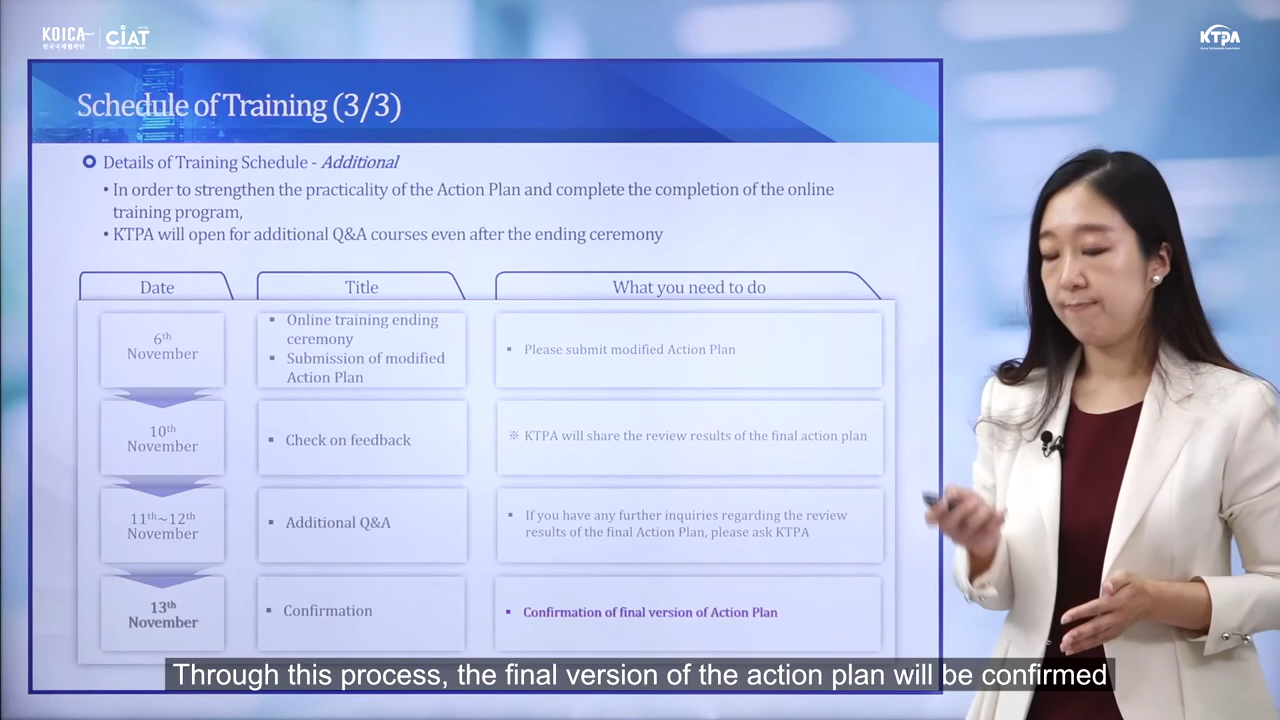 KOICA
한국국제협력단
CIAT
KTPA
Schedule of Training (3/3)
Details of Training Schedule - Additional
• In order to strengthen the practicality of the Action Plan and complete the completion of the online
training program,
• KTPA will open for additional Q&A courses even after the ending ceremony
Date
Title
What you need to do
6th
November
▪ Online training ending
ceremony
▪ Submission of modified
Action Plan
▪ Please submit modified Action Plan
10th
November
▪ Check on feedback
※ KTPA will share the review results of the final action plan
11th~12th
November
▪ Additional Q&A
▪ If you have any further inquiries regarding the review
results of the final Action Plan, please ask KTPA
13th
November
▪ Confirmation
▪ Confirmation of final version of Action Plan
Through this process, the final version of the action plan will be confirmed